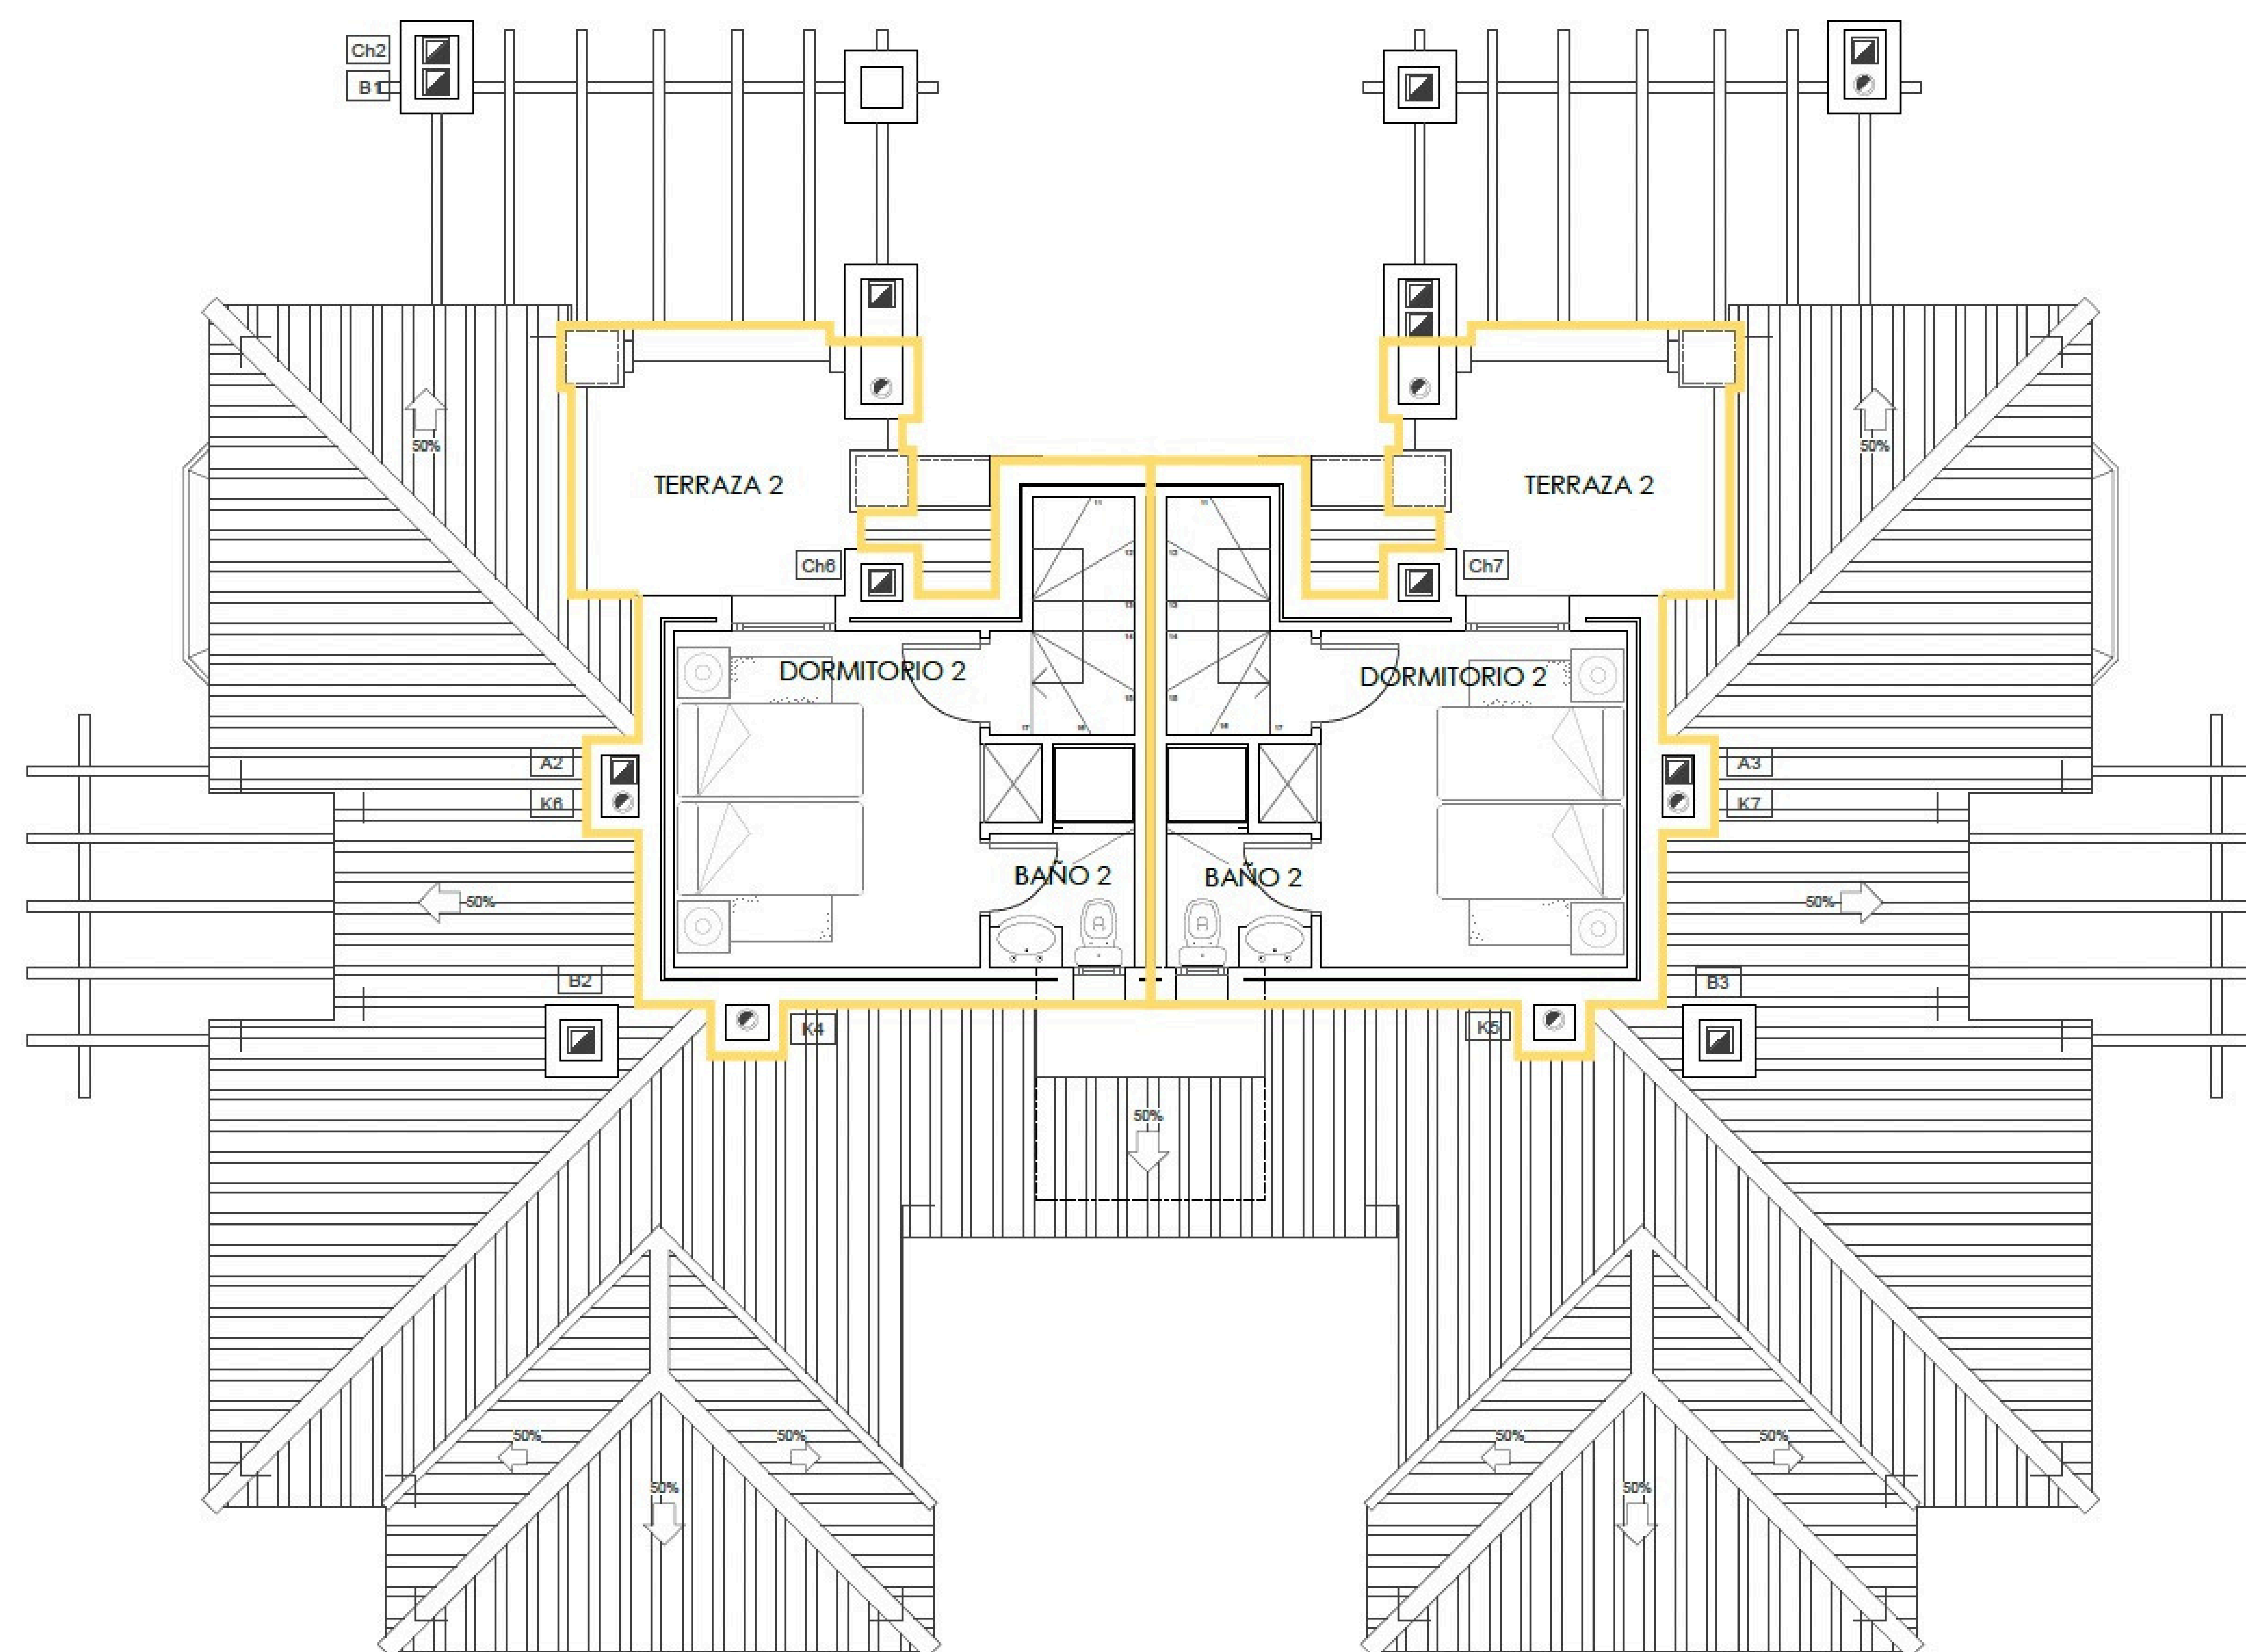 Ch2
B1
50%
50%
TERRAZA 2
TERRAZA 2
Ch6
Ch7
DORMITORIO 2
DORMITORIO 2
A2
A3
K6
K7
BAÑO 2
BAÑO 2
50%
50%
B2
B3
K4
K5
50%
50%
50%
50%
50%
50%
50%